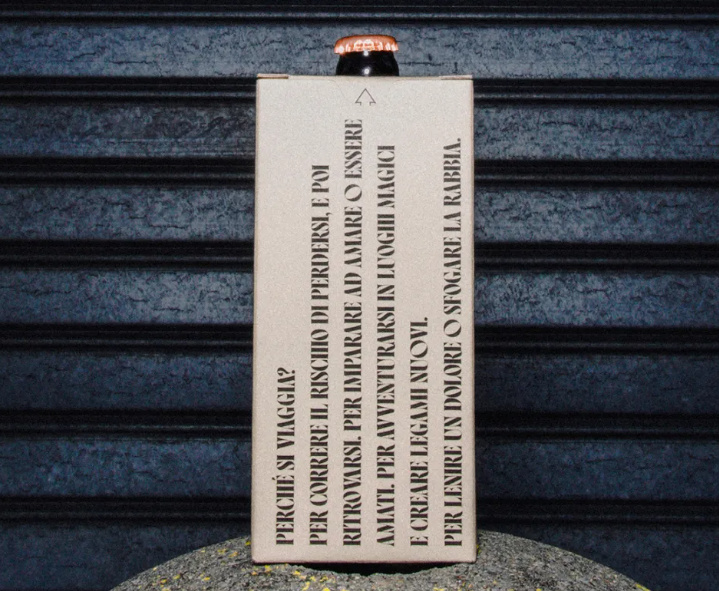 PERCHÉ SI VIAGGIA?
PER CORRERE IL RISCHIO DI PERDERSI, E POI
RITROVARSI. PER IMPARARE AD AMARE O ESSERE
AMATI. PER AVVENTURARSI IN LUOGHI MAGICI
E CREARE LEGAMI NUOVI.
PER LENIRE UN DOLORE O SFOGARE LA RABBIA.